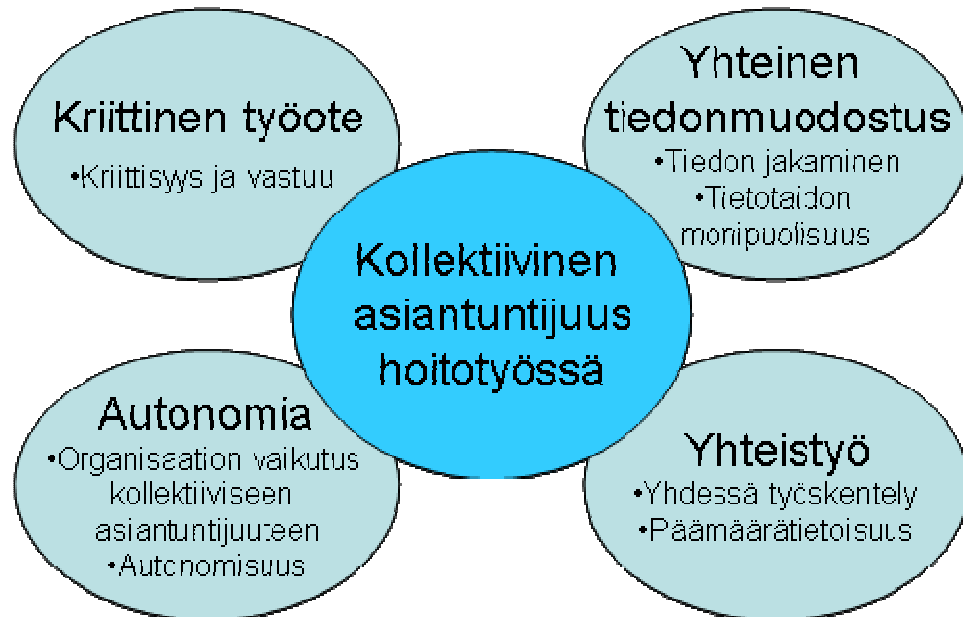 Kriittinen työote
•Kriittisyys ja vastuu
Yhteinen
tiedonmuodostus
•Tiedon jakaminen
•Tietotaidon
monipuolisuus
Kollektiivinen
asiantuntijuus
hoitotyössä
Autonomia
•Organisaation vaikutus
kollektiiviseen
asiantuntijuuteen
•Autonomisuus
Yhteistyö
•Yhdessä työskentely
•Päämäärätietoisuus